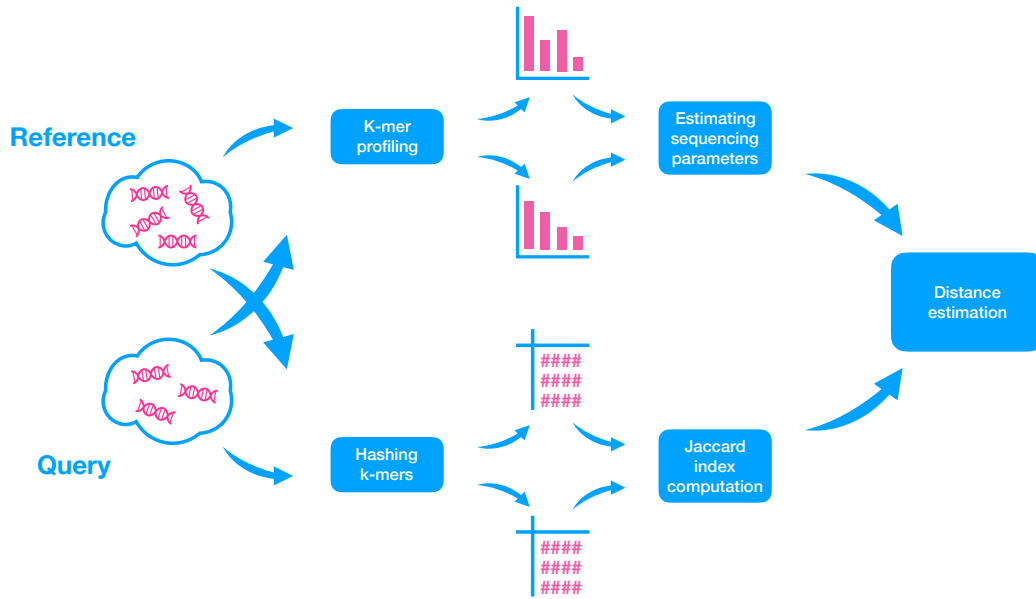 Reference
K-mer
profiling
Estimating
sequencing
parameters
Distance
estimation
Query
Hashing
k-mers
####
####
####
Jaccard
index
computation
####
####
####